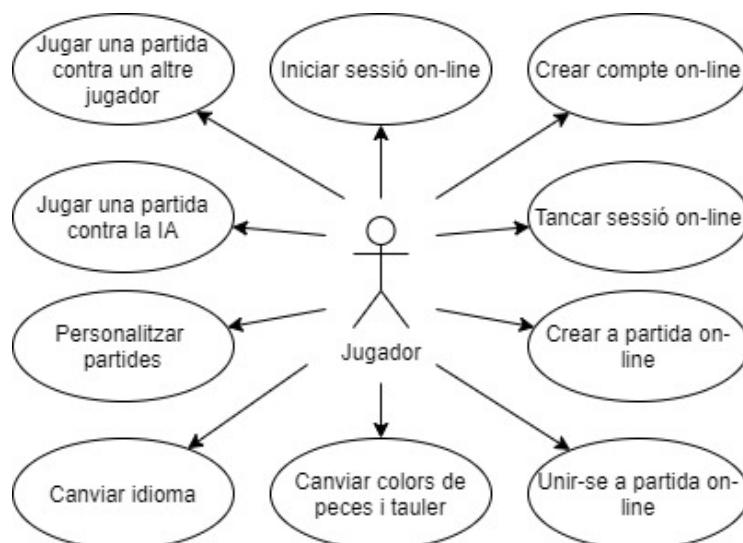 Jugar una partida
contra un altre
jugador
Iniciar sessió on-line
Crear compte on-line
Jugar una partida
contra la IA
Tancar sessió on-line
Personalitzar
partides
Jugador
Crear a partida on-
line
Canviar idioma
Canviar colors de
peces i tauler
Unir-se a partida on-
line